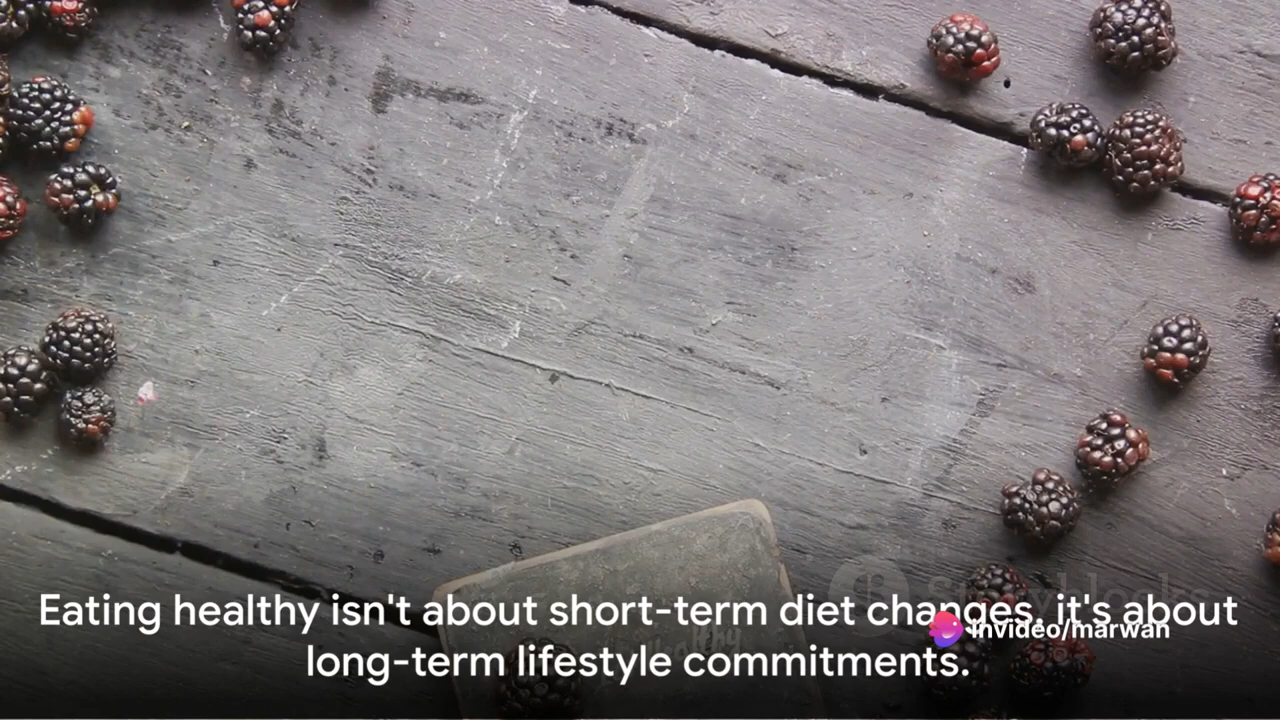 Eating healthy isn't about short-term diet changes, it's about
invideo/marwan
long-term lifestyle commitments.